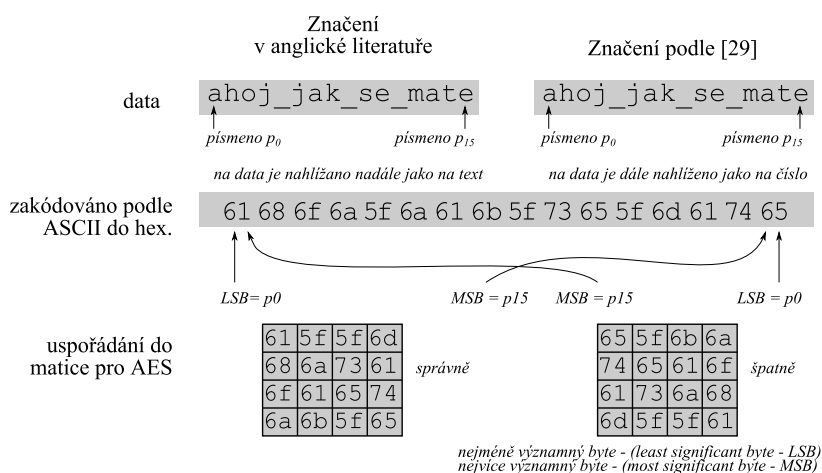 Značení
v anglické literatuře
Značení podle [29]
data
ahoj_jak_se_mate
ahoj_jak_se_mate
písmeno p0
písmeno p15
písmeno p0
písmeno p15
na data je nahlížano nadále jako na text
na data je dále nahlíženo jako na číslo
zakódováno podle
ASCII do hex.
61 68 6f 6a 5f 6a 61 6b 5f 73 65 5f 6d 61 74 65
LSB= p0
MSB = p15
MSB = p15
LSB = p0
uspořádání do
matice pro AES
61 5f 5f 6d
68 6a 73 61
6f 61 65 74
6a 6b 5f 65
správně
65 5f 6b 6a
74 65 61 6f
61 73 6a 68
6d 5f 5f 61
špatně
nejméně významný byte - (least significant byte - LSB)
nejvíce významný byte - (most significant byte - MSB)